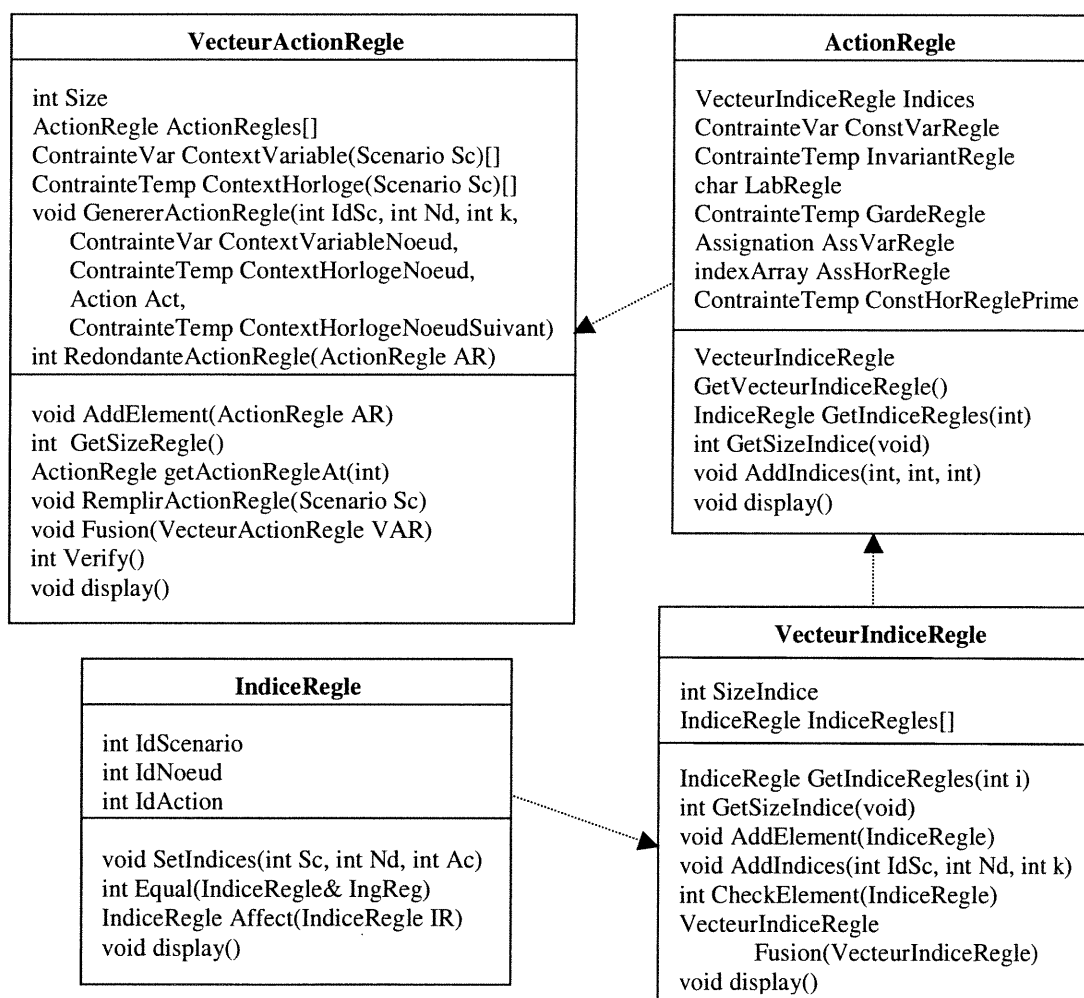 VecteurActionRegle
int Size
ActionRegle ActionRegles[]
ContrainteVar ContextVariable(Scenario Sc)[]
ContrainteTemp ContextHorloge(Scenario Sc)[]
void GenererActionRegle(int IdSc, int Nd, int k,
ContrainteVar ContextVariableNoeud,
ContrainteTemp ContextHorlogeNoeud,
Action Act,
ContrainteTemp ContextHorlogeNoeudSuivant)
int RedondanteActionRegle(ActionRegle AR)
void AddElement(ActionRegle AR)
int GetSizeRegle()
ActionRegle getActionRegleAt(int)
void RemplirActionRegle(Scenario Sc)
void Fusion(VecteurActionRegle VAR)
int Verify()
void display()
ActionRegle
VecteurIndiceRegle Indices
ContrainteVar ConstVarRegle
ContrainteTemp InvariantRegle
char LabRegle
ContrainteTemp GardeRegle
Assignation AssVarRegle
indexArray AssHorRegle
ContrainteTemp ConstHorReglePrime
VecteurIndiceRegle
GetVecteurIndiceRegle()
IndiceRegle GetIndiceRegles(int)
int GetSizeIndice(void)
void AddIndices(int, int, int)
void display()
IndiceRegle
int IdScenario
int IdNoeud
int IdAction
void SetIndices(int Sc, int Nd, int Ac)
int Equal(IndiceRegle& IngReg)
IndiceRegle Affect(IndiceRegle IR)
void display()
VecteurIndiceRegle
int SizeIndice
IndiceRegle IndiceRegles[]
IndiceRegle GetIndiceRegles(int i)
int GetSizeIndice(void)
void AddElement(IndiceRegle)
void AddIndices(int IdSc, int Nd, int k)
int CheckElement(IndiceRegle)
VecteurIndiceRegle
Fusion(VecteurIndiceRegle)
void display()